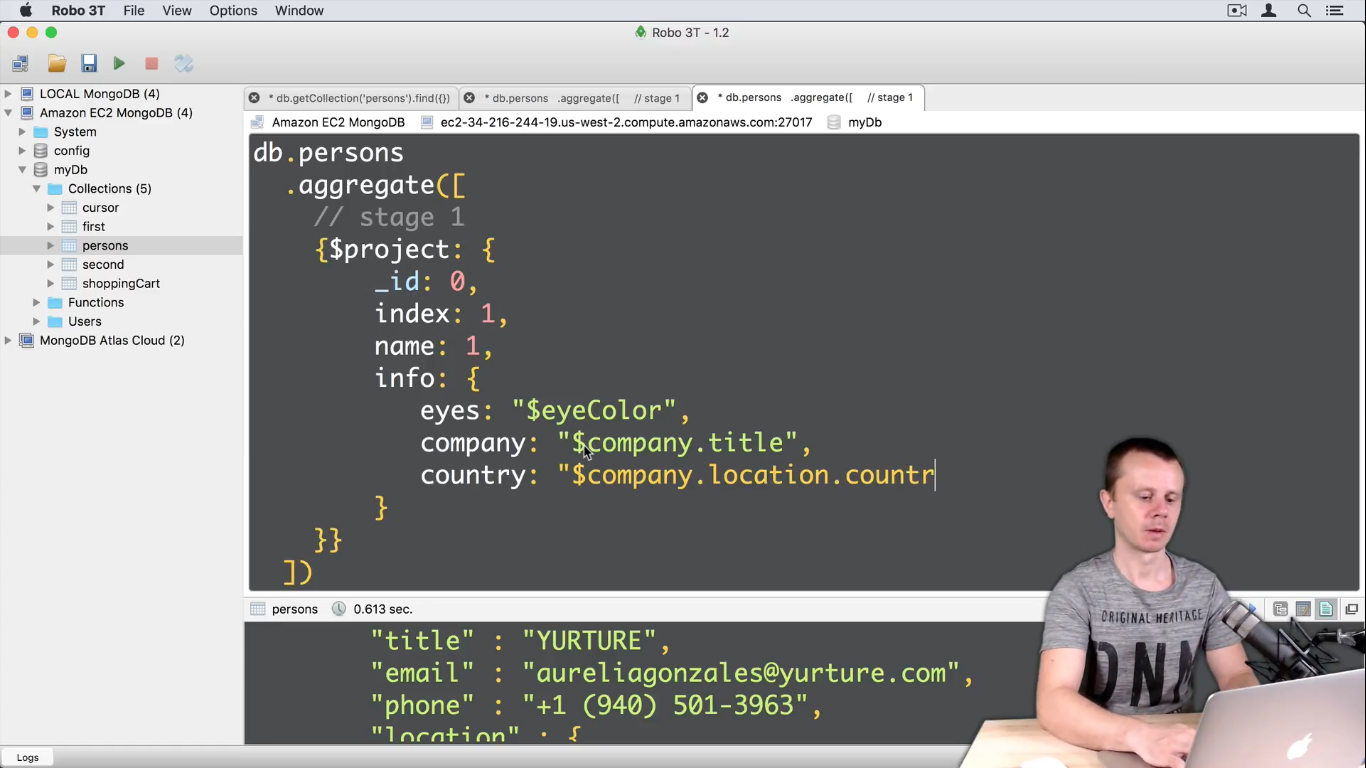 Robo 3T File View Options Window
Robo 3T - 1.2
LOCAL MongoDB (4)
Amazon EC2 MongoDB (4)
System
config
myDb
Collections (5)
cursor
first
persons
second
shoppingCart
Functions
Users
MongoDB Atlas Cloud (2)
* db.getCollection('persons').find({}) * db.persons .aggregate([ // stage 1 * db.persons .aggregate([ // stage 1
Amazon EC2 MongoDB ec2-34-216-244-19.us-west-2.compute.amazonaws.com:27017 myDb
db.persons
.aggregate([
// stage 1
{$project: {
_id: 0,
index: 1,
name: 1,
info: {
eyes: "$eyeColor",
company: "$company.title",
country: "$company.location.countr
}
}}
])
persons 0.613 sec.
"title" : "YURTURE",
"email" : "aureliagonzales@yurture.com",
"phone" : "+1 (940) 501-3963",
"location" : {
Logs
ORIGINAL HERITAGE
DNM